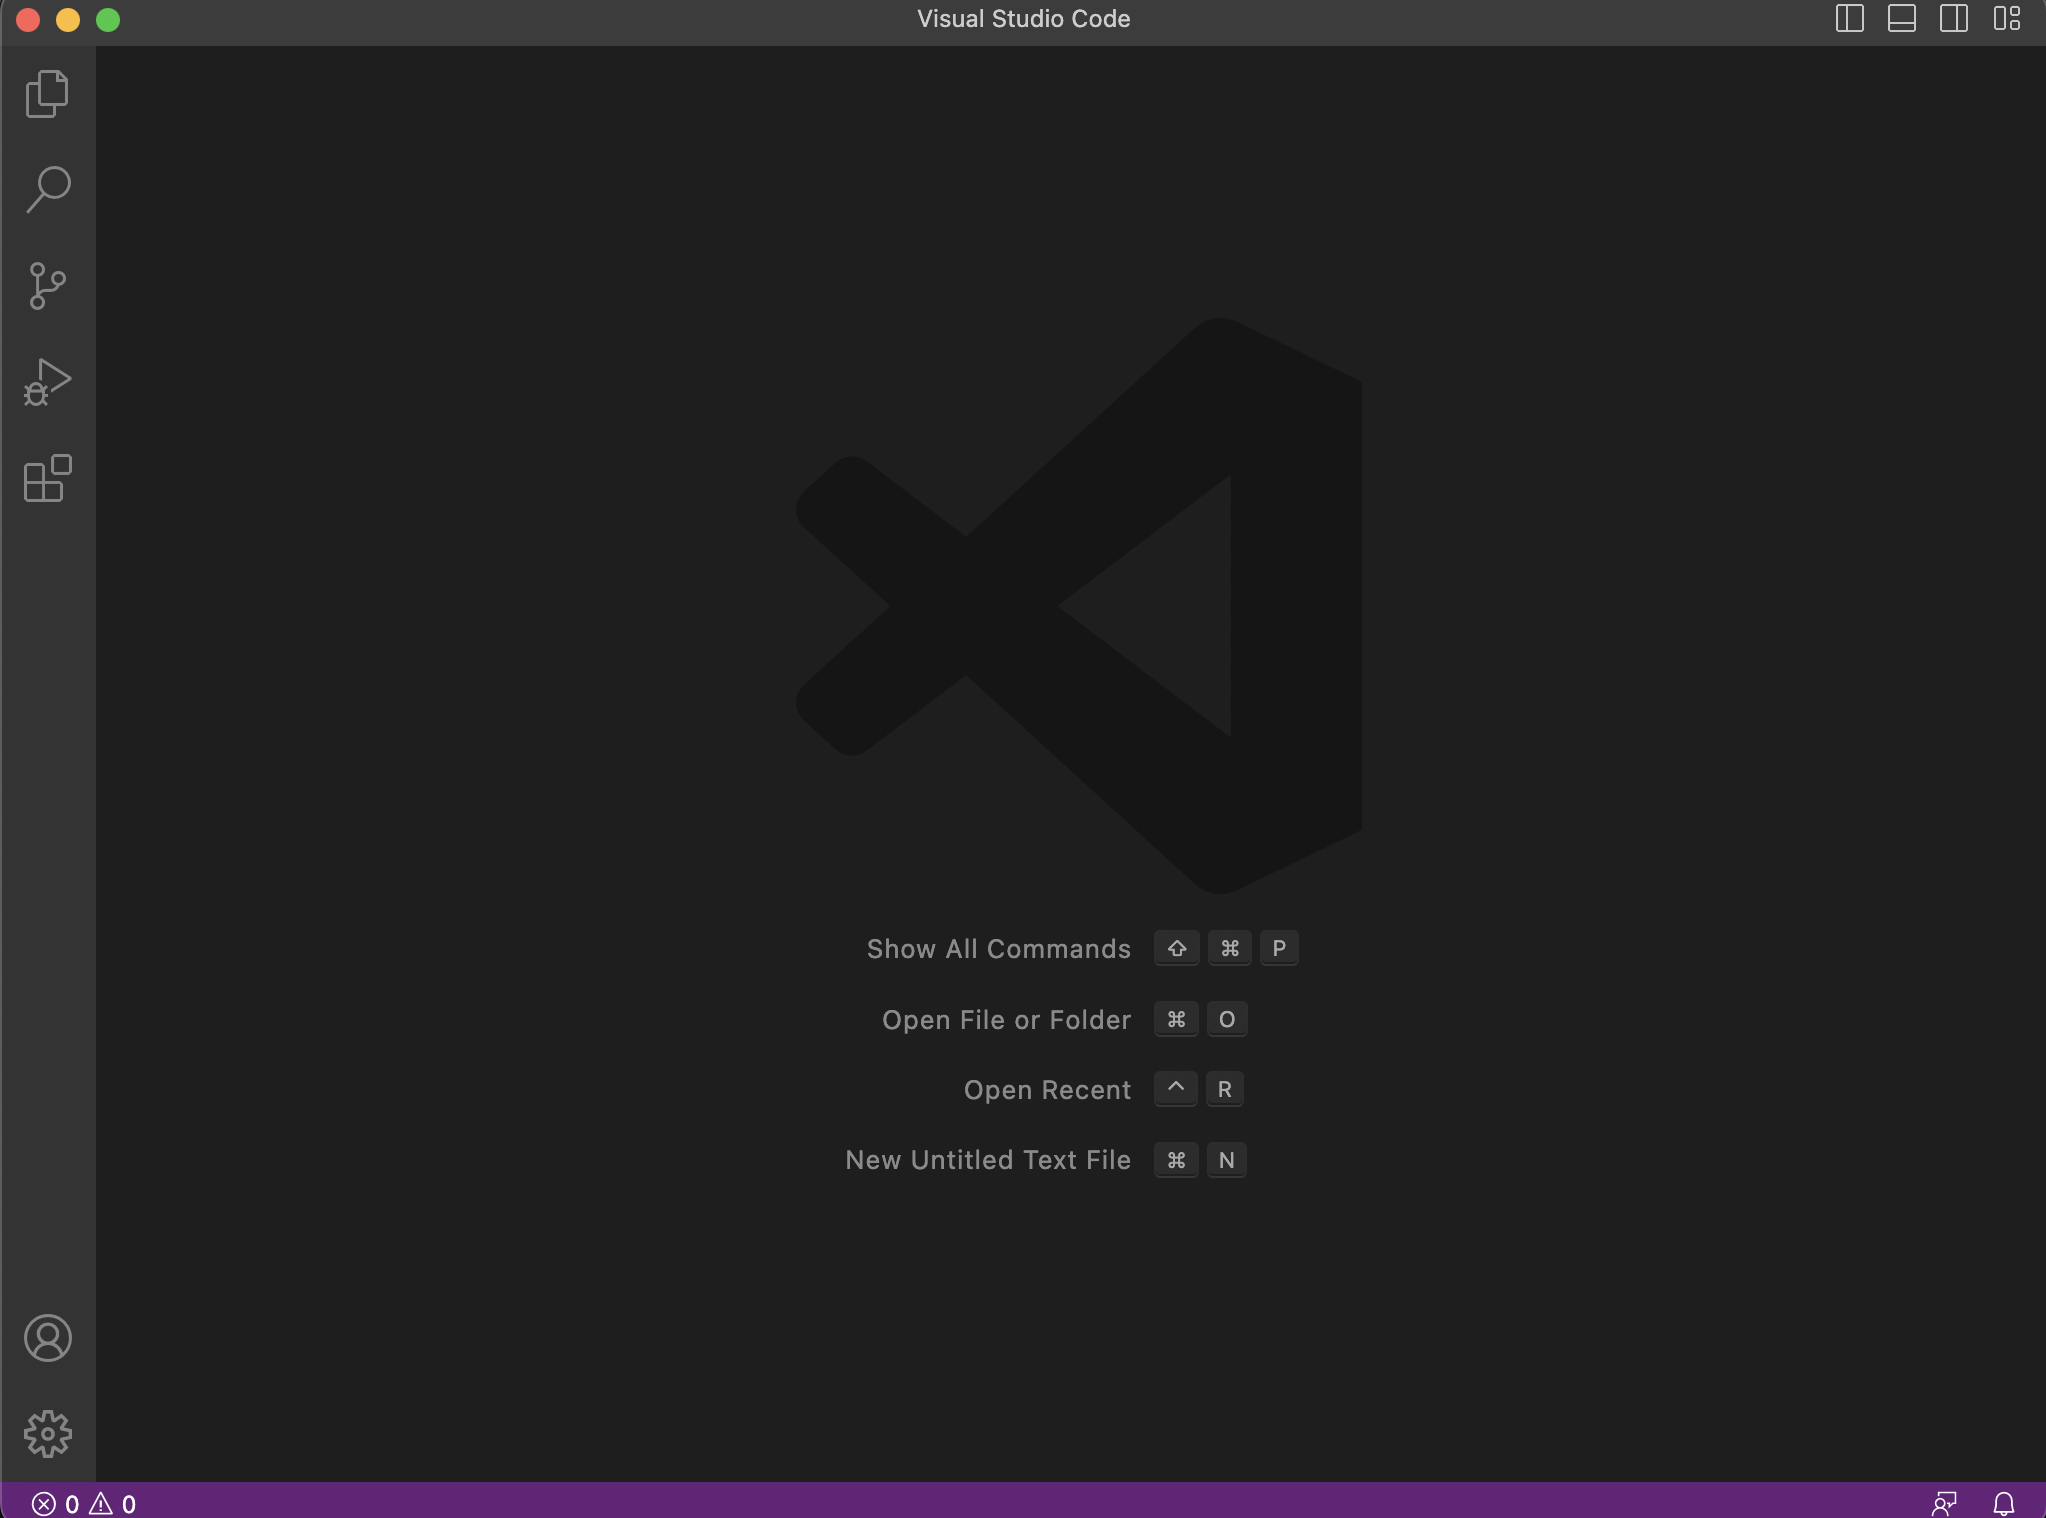 Visual Studio Code
Show All Commands ⇧ ⌘ P
Open File or Folder ⌘ O
Open Recent ^ R
New Untitled Text File ⌘ N
0 0